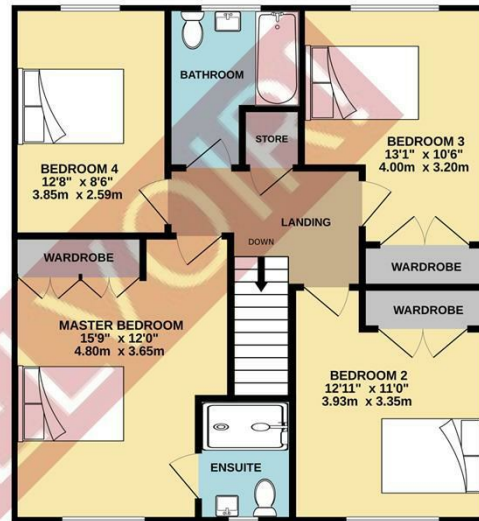 BATHROOM
STORE
BEDROOM 4
12'8" x 8'6"
3.85m x 2.59m
BEDROOM 3
13'1" x 10'6"
4.00m x 3.20m
LANDING
DOWN
WARDROBE
WARDROBE
WARDROBE
MASTER BEDROOM
15'9" x 12'0"
4.80m x 3.65m
BEDROOM 2
12'11" x 11'0"
3.93m x 3.35m
ENSUITE